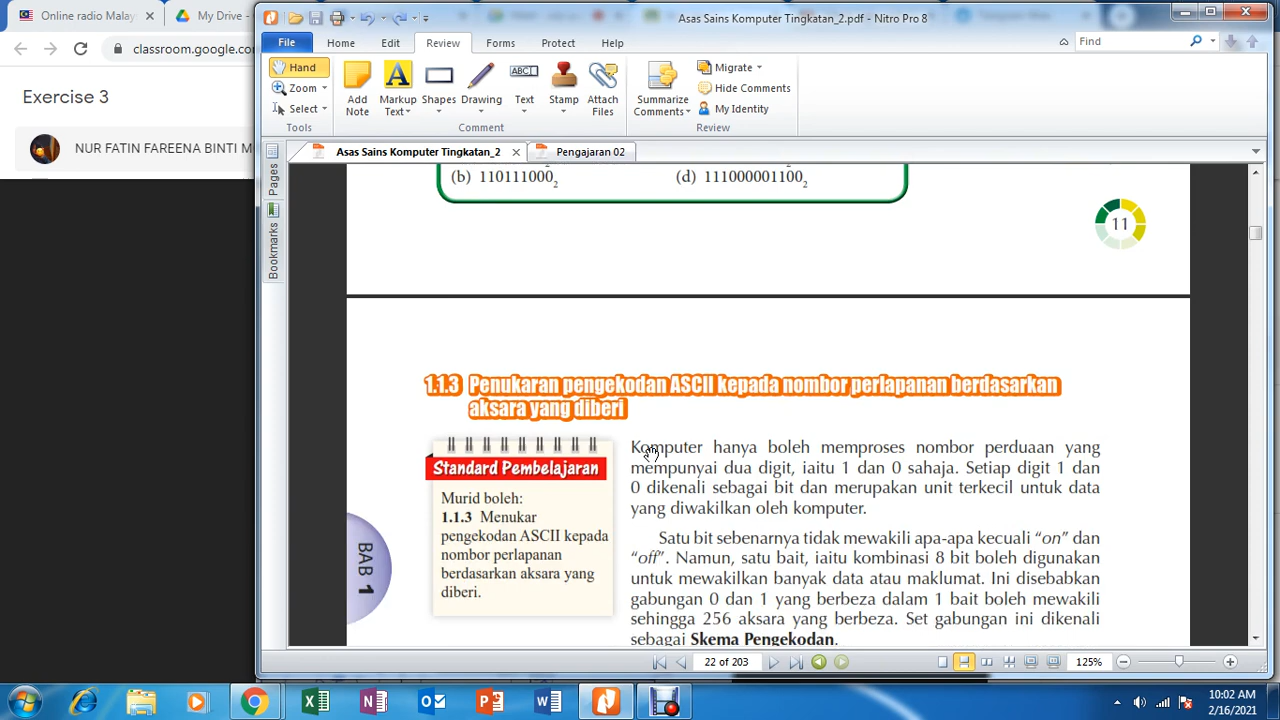 Online radio Malay
My Drive -
classroom.google.co
Exercise 3
NUR FATIN FAREENA BINTI M
Asas Sains Komputer Tingkatan_2.pdf - Nitro Pro 8
File Home Edit Review Forms Protect Help
Find
Hand
Zoom
Select
Tools
Add Note
Markup Text
Shapes
Drawing
ABC
Text
Stamp
Attach Files
Comment
Summarize Comments
Migrate
Hide Comments
My Identity
Review
Asas Sains Komputer Tingkatan_2
Pengajaran 02
Pages
Bookmarks
(b) 110111000₂ (d) 111000001100₂
11
1.1.3 Penukaran pengekodan ASCII kepada nombor perlapanan berdasarkan
aksara yang diberi
Standard Pembelajaran
Murid boleh:
1.1.3 Menukar
pengekodan ASCII kepada
nombor perlapanan
berdasarkan aksara yang
diberi.
BAB 1
Komputer hanya boleh memproses nombor perduaan yang
mempunyai dua digit, iaitu 1 dan 0 sahaja. Setiap digit 1 dan
0 dikenali sebagai bit dan merupakan unit terkecil untuk data
yang diwakilkan oleh komputer.
Satu bit sebenarnya tidak mewakili apa-apa kecuali “on” dan
“off”. Namun, satu bait, iaitu kombinasi 8 bit boleh digunakan
untuk mewakilkan banyak data atau maklumat. Ini disebabkan
gabungan 0 dan 1 yang berbeza dalam 1 bait boleh mewakili
sehingga 256 aksara yang berbeza. Set gabungan ini dikenali
sebagai Skema Pengekodan.
22 of 203
125%
10:02 AM
2/16/2021